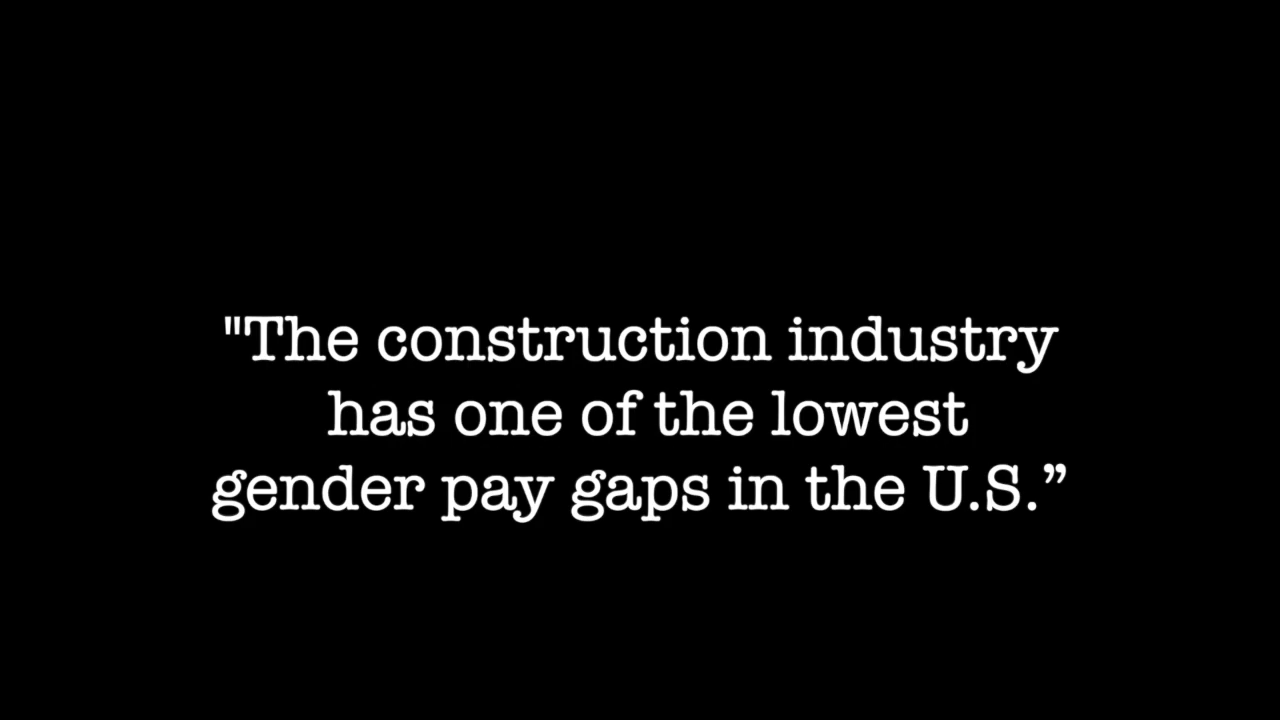 "The construction industry
has one of the lowest
gender pay gaps in the U.S.”